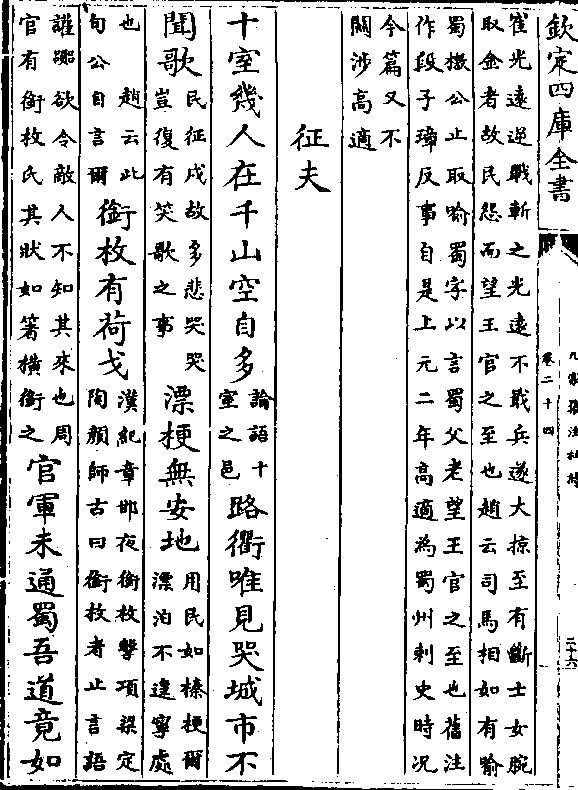 欽定四庫全書
卷二十四
二十六
崔光遠逆戰斬之光遠不戢兵遂大掠至有斷士女腕
取金者故民怨而望王官之至也趙云司馬相如有喻
蜀檄公止取喻蜀字以言蜀父老望王官之至也舊注
作段子璋反事自是上元二年高適為蜀州刺史時况
今篇又不
關涉高適
征夫
十室幾人在千山空自多
論語十
室之邑
路衢唯見哭城市不
聞歌
民征戍故多悲哭哭
豈復有笑歌之事
漂梗無安地
用民如榛梗爾
漂泊不遑寧處
也趙云此
句公自言爾
銜枚有荷戈
漢紀章邯夜銜枚擊項梁定
陶顔師古曰銜枚者止言語
讙嚻欲令敵人不知其來也周
官有銜枚氏其狀如箸橫銜之
官軍未通蜀吾道竟如